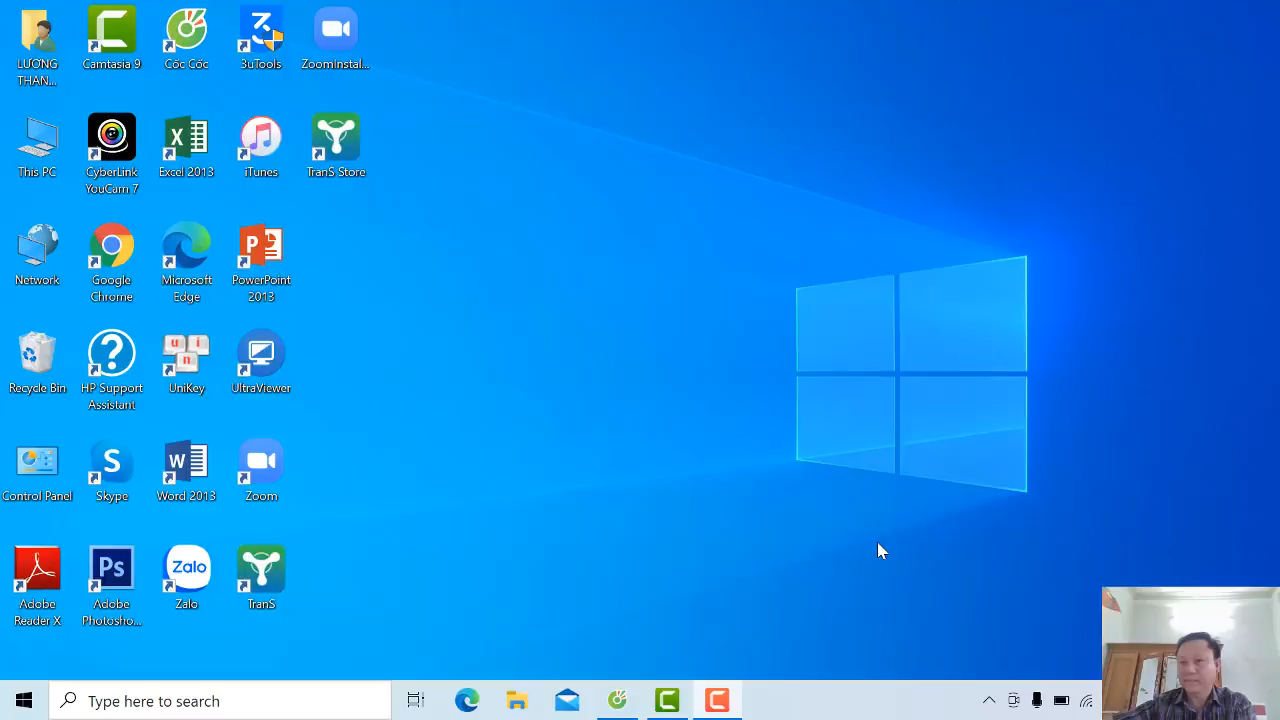 LƯƠNG
THAN...
Camtasia 9
Cốc Cốc
3uTools
ZoomInstal...
This PC
CyberLink
YouCam 7
Excel 2013
iTunes
TranS Store
Network
Google
Chrome
Microsoft
Edge
PowerPoint
2013
Recycle Bin
HP Support
Assistant
UniKey
UltraViewer
Control Panel
Skype
Word 2013
Zoom
Adobe
Reader X
Adobe
Photosho...
Zalo
Zalo
TranS
Type here to search